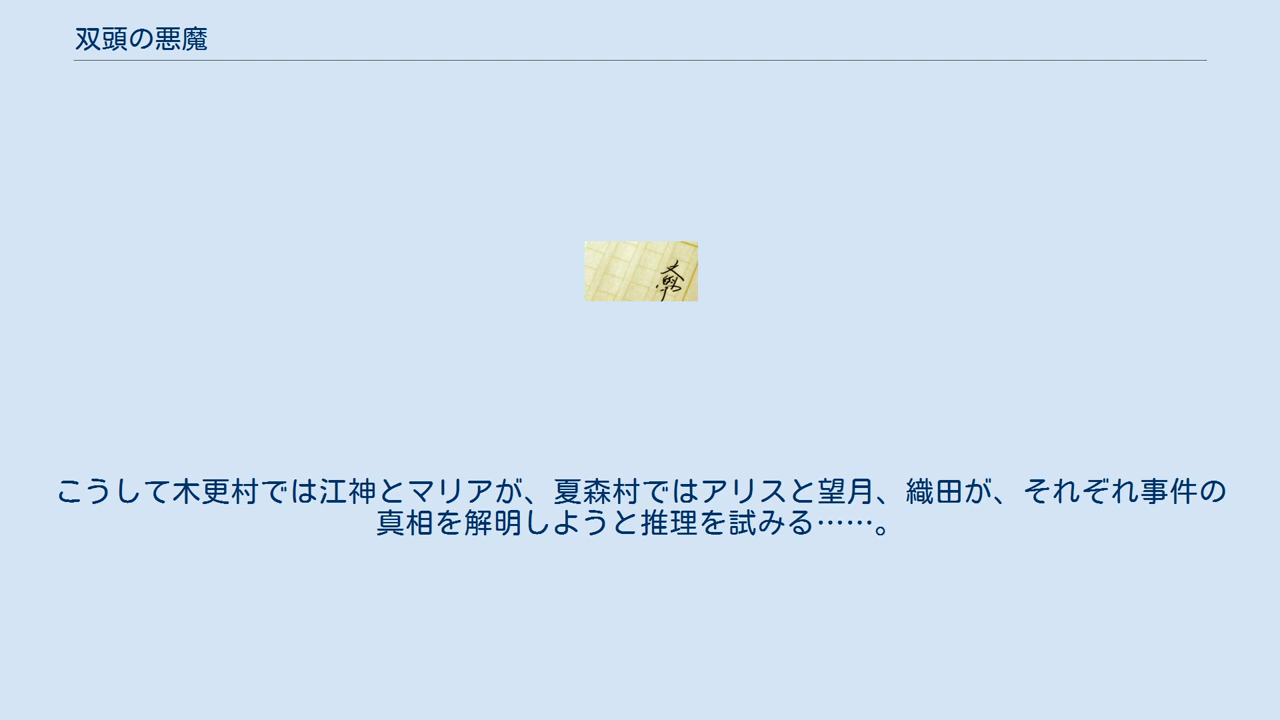 双頭の悪魔
こうして木更村では江神とマリアが、夏森村ではアリスと望月、織田が、それぞれ事件の
真相を解明しようと推理を試みる……。